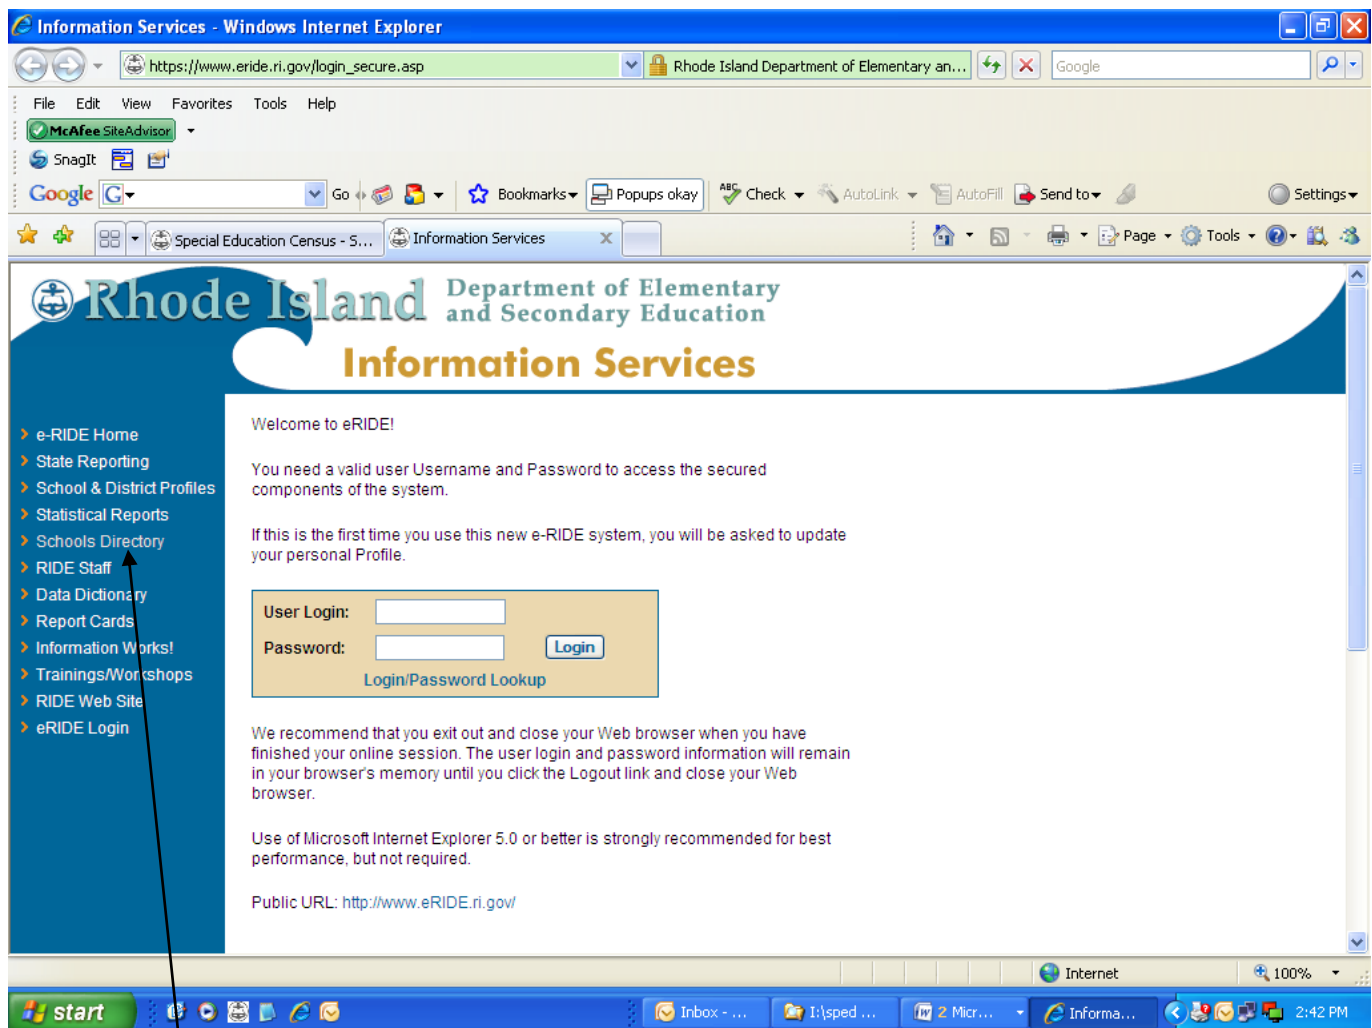 Information Services - Windows Internet Explorer
https://www.eride.ri.gov/login_secure.asp
Rhode Island Department of Elementary an...
Google
File Edit View Favorites Tools Help
McAfee SiteAdvisor
SnagIt
Google G Go Bookmarks Popups okay ABC Check AutoLink AutoFill Send to Settings
Special Education Census - S... Information Services x Page Tools
Rhode Island Department of Elementary
and Secondary Education
Information Services
e-RIDE Home
State Reporting
School & District Profiles
Statistical Reports
Schools Directory
RIDE Staff
Data Dictionary
Report Cards
Information Works!
Trainings/Workshops
RIDE Web Site
eRIDE Login
Welcome to eRIDE!
You need a valid user Username and Password to access the secured
components of the system.
If this is the first time you use this new e-RIDE system, you will be asked to update
your personal Profile.
User Login:
Password: Login
Login/Password Lookup
We recommend that you exit out and close your Web browser when you have
finished your online session. The user login and password information will remain
in your browser's memory until you click the Logout link and close your Web
browser.
Use of Microsoft Internet Explorer 5.0 or better is strongly recommended for best
performance, but not required.
Public URL: http://www.eRIDE.ri.gov/
Internet 100%
start Inbox - ... I:\sped ... 2 Micr... Informa... 2:42 PM